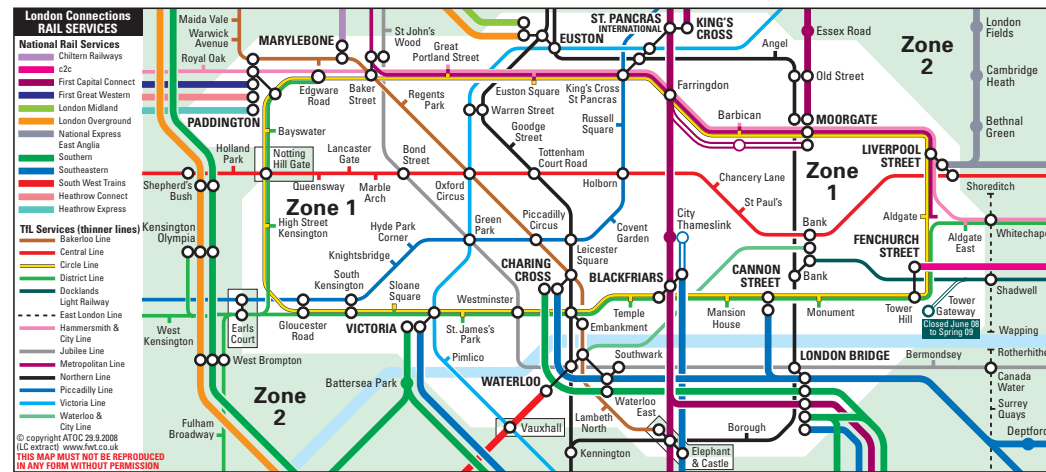 London Connections
RAIL SERVICES
National Rail Services
Chiltern Railways
c2c
First Capital Connect
First Great Western
London Midland
London Overground
National Express
East Anglia
Southern
Southeastern
South West Trains
Heathrow Connect
Heathrow Express
TfL Services (thinner lines)
Bakerloo Line
Central Line
Circle Line
District Line
Docklands
Light Railway
East London Line
Hammersmith &
City Line
Jubilee Line
Metropolitan Line
Northern Line
Piccadilly Line
Victoria Line
Waterloo &
City Line
© copyright ATOC 29.9.2008
(LC extract) www.fwt.co.uk
THIS MAP MUST NOT BE REPRODUCED
IN ANY FORM WITHOUT PERMISSION
Maida Vale
Warwick
Avenue
Royal Oak
MARYLEBONE
St John's
Wood
Great
Portland Street
EUSTON
ST. PANCRAS
INTERNATIONAL
KING'S
CROSS
Angel
Essex Road
Zone
2
London
Fields
Cambridge
Heath
Bethnal
Green
PADDINGTON
Edgware
Road
Baker
Street
Regents
Park
Euston Square
Warren Street
King's Cross
St Pancras
Farringdon
Old Street
Barbican
MOORGATE
LIVERPOOL
STREET
Shoreditch
Bayswater
Holland
Park
Notting
Hill Gate
Lancaster
Gate
Queensway
Marble
Arch
Bond
Street
Goodge
Street
Tottenham
Court Road
Russell
Square
Oxford
Circus
Holborn
Chancery Lane
St Paul's
Zone
1
Shepherd's
Bush
Zone 1
Kensington
Olympia
High Street
Kensington
Hyde Park
Corner
Knightsbridge
South
Kensington
Green
Park
Piccadilly
Circus
Leicester
Square
Covent
Garden
City
Thameslink
Bank
Bank
Aldgate
Aldgate
East
Whitechapel
FENCHURCH
STREET
CHARING
CROSS
BLACKFRIARS
CANNON
STREET
Sloane
Square
Westminster
Temple
Mansion
House
Monument
Tower
Hill
Tower
Gateway
Closed June 08
to Spring 09
Shadwell
West
Kensington
Earls
Court
Gloucester
Road
VICTORIA
St.James's
Park
Embankment
Wapping
West Brompton
Pimlico
Southwark
LONDON BRIDGE
Bermondsey
Rotherhithe
Battersea Park
WATERLOO
Waterloo
East
Canada
Water
Zone
2
Fulham
Broadway
Vauxhall
Lambeth
North
Borough
Surrey
Quays
Deptford
Kennington
Elephant
& Castle